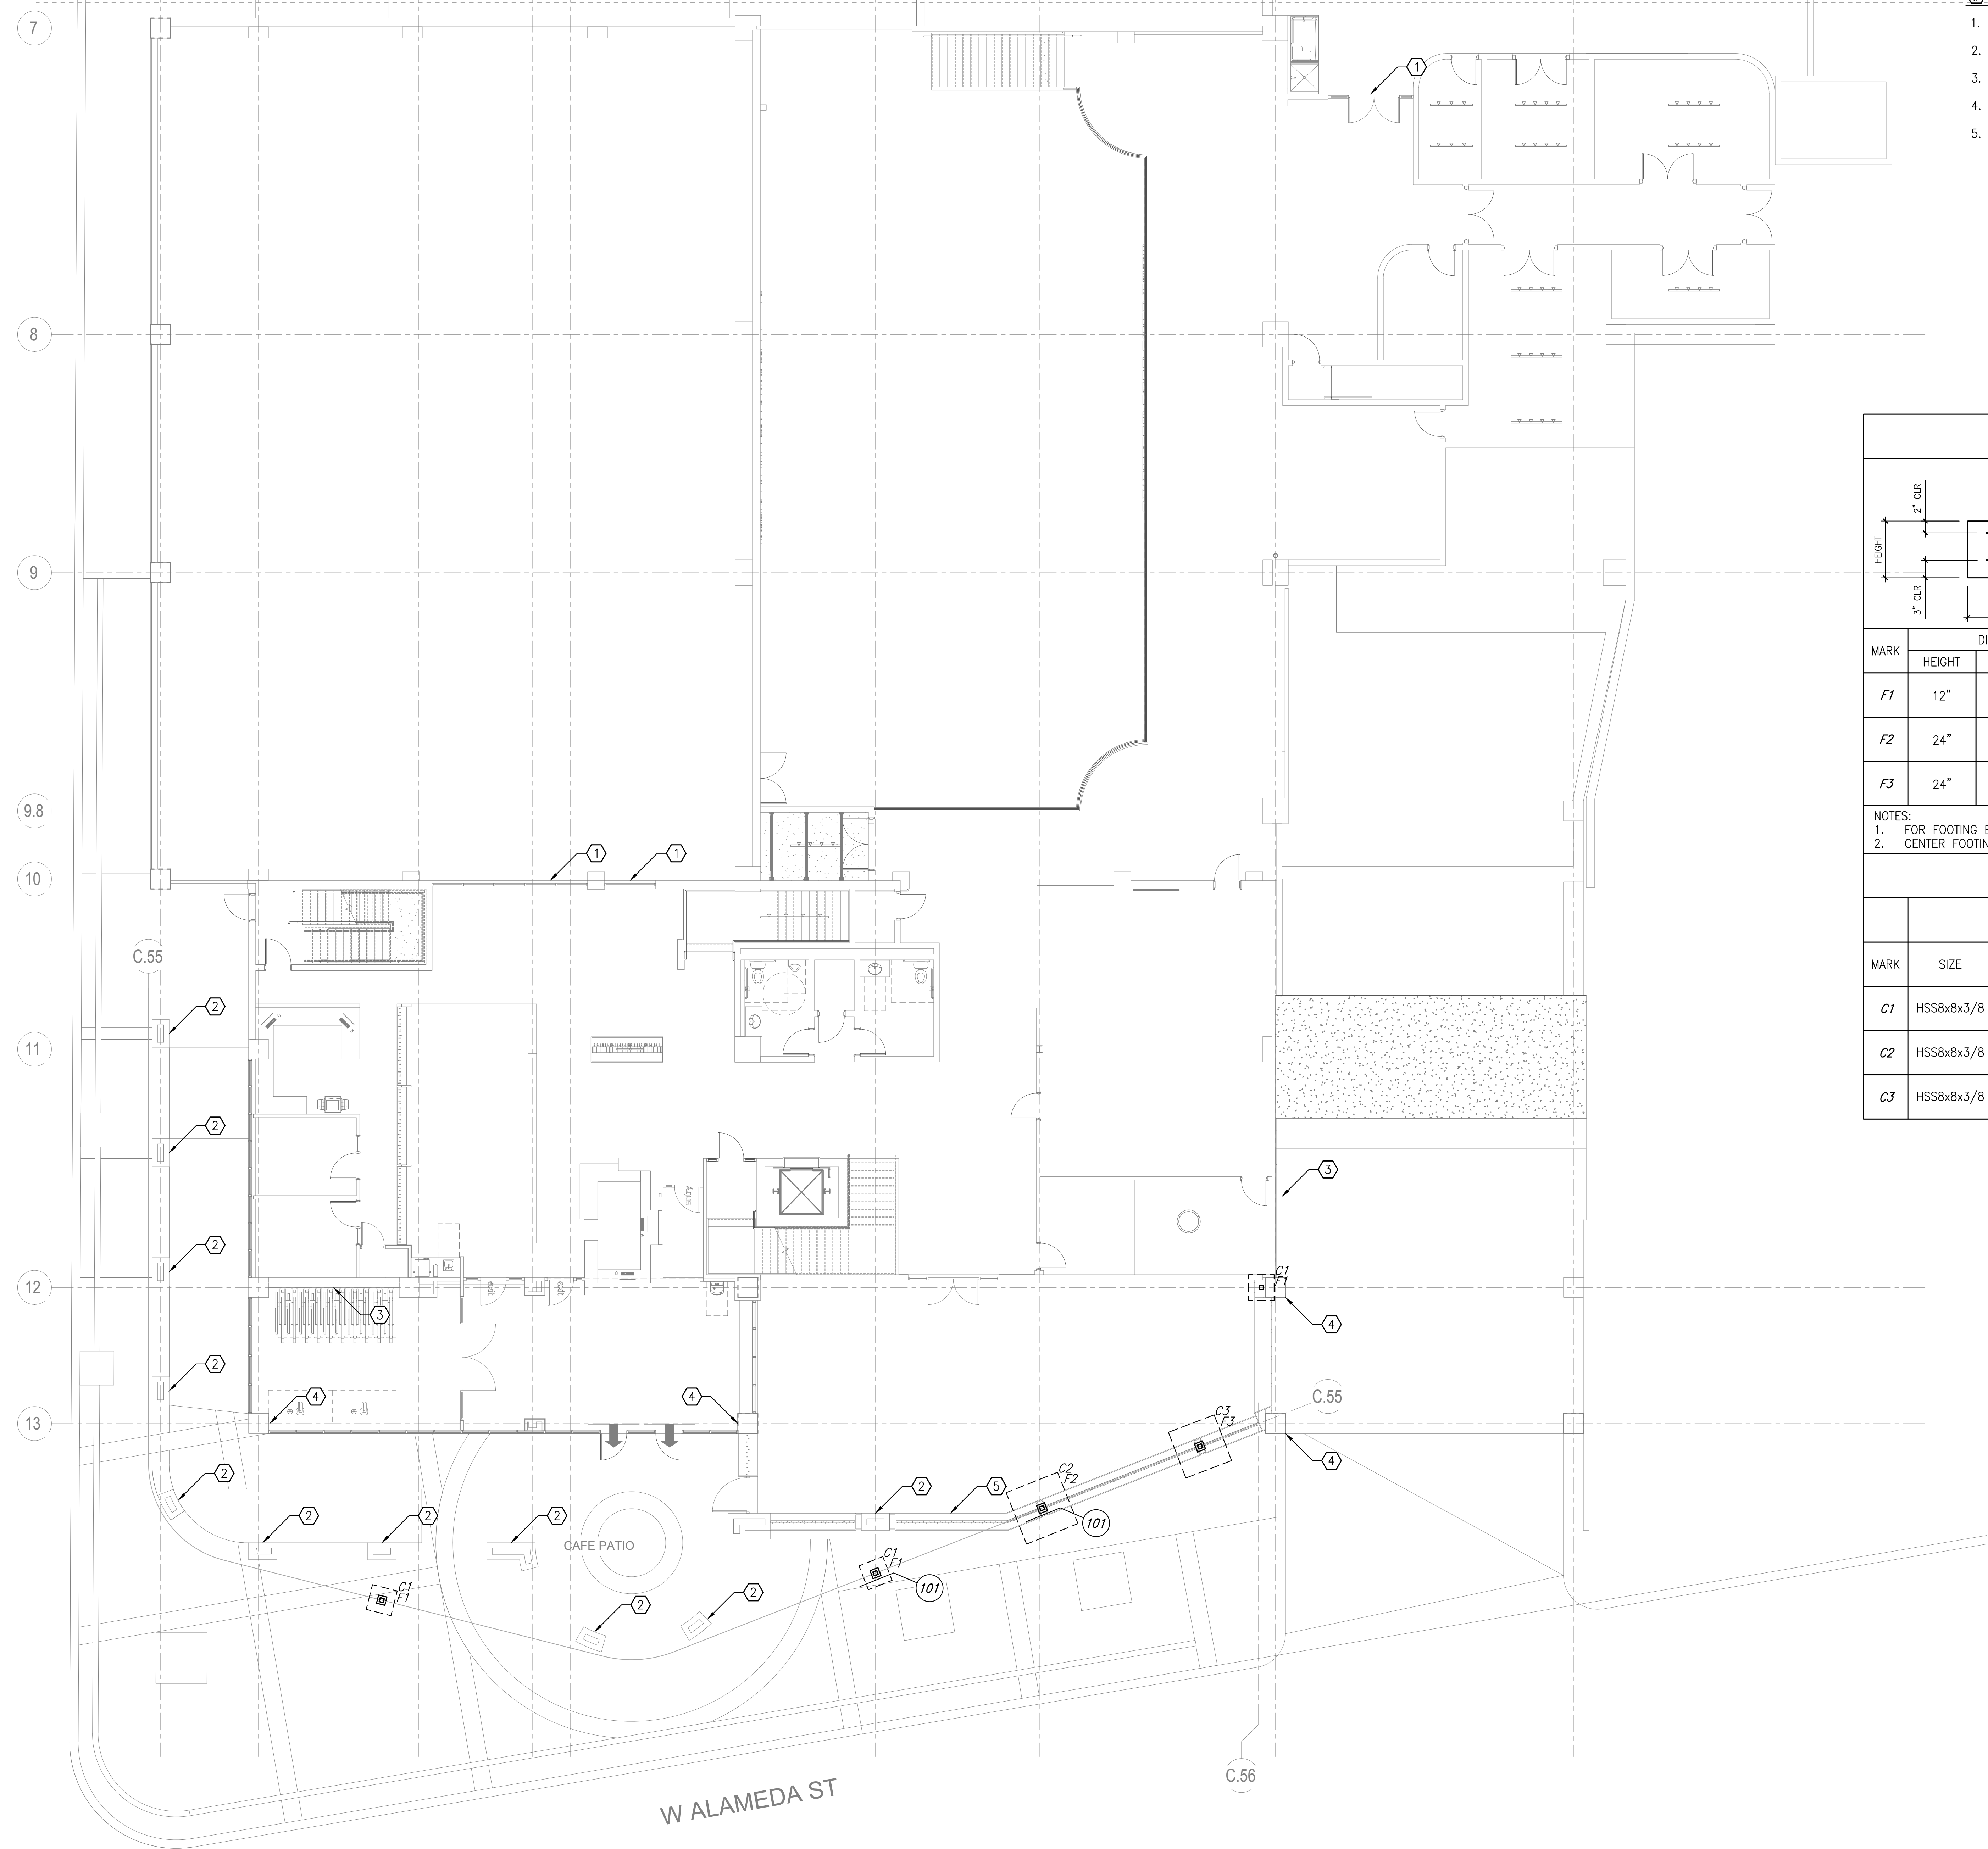 7
1
1.
2.
3.
4.
5.
8
9
9.8
10
1
1
C.55
2
11
2
entry
3
2
12
3
C1
F1
4
2
4
4
C.55
13
C3
F3
4
2
C2
F2
2
5
2
2
2
101
CAFE PATIO
C1
F1
101
C1
F1
2
2
C.56
W ALAMEDA ST
HEIGHT
2" CLR
3" CLR
MARK
HEIGHT
F1 12"
F2 24"
F3 24"
NOTES:
1. FOR FOOTING
2. CENTER
MARK SIZE
C1 HSS8x8x3/8
C2 HSS8x8x3/8
C3 HSS8x8x3/8